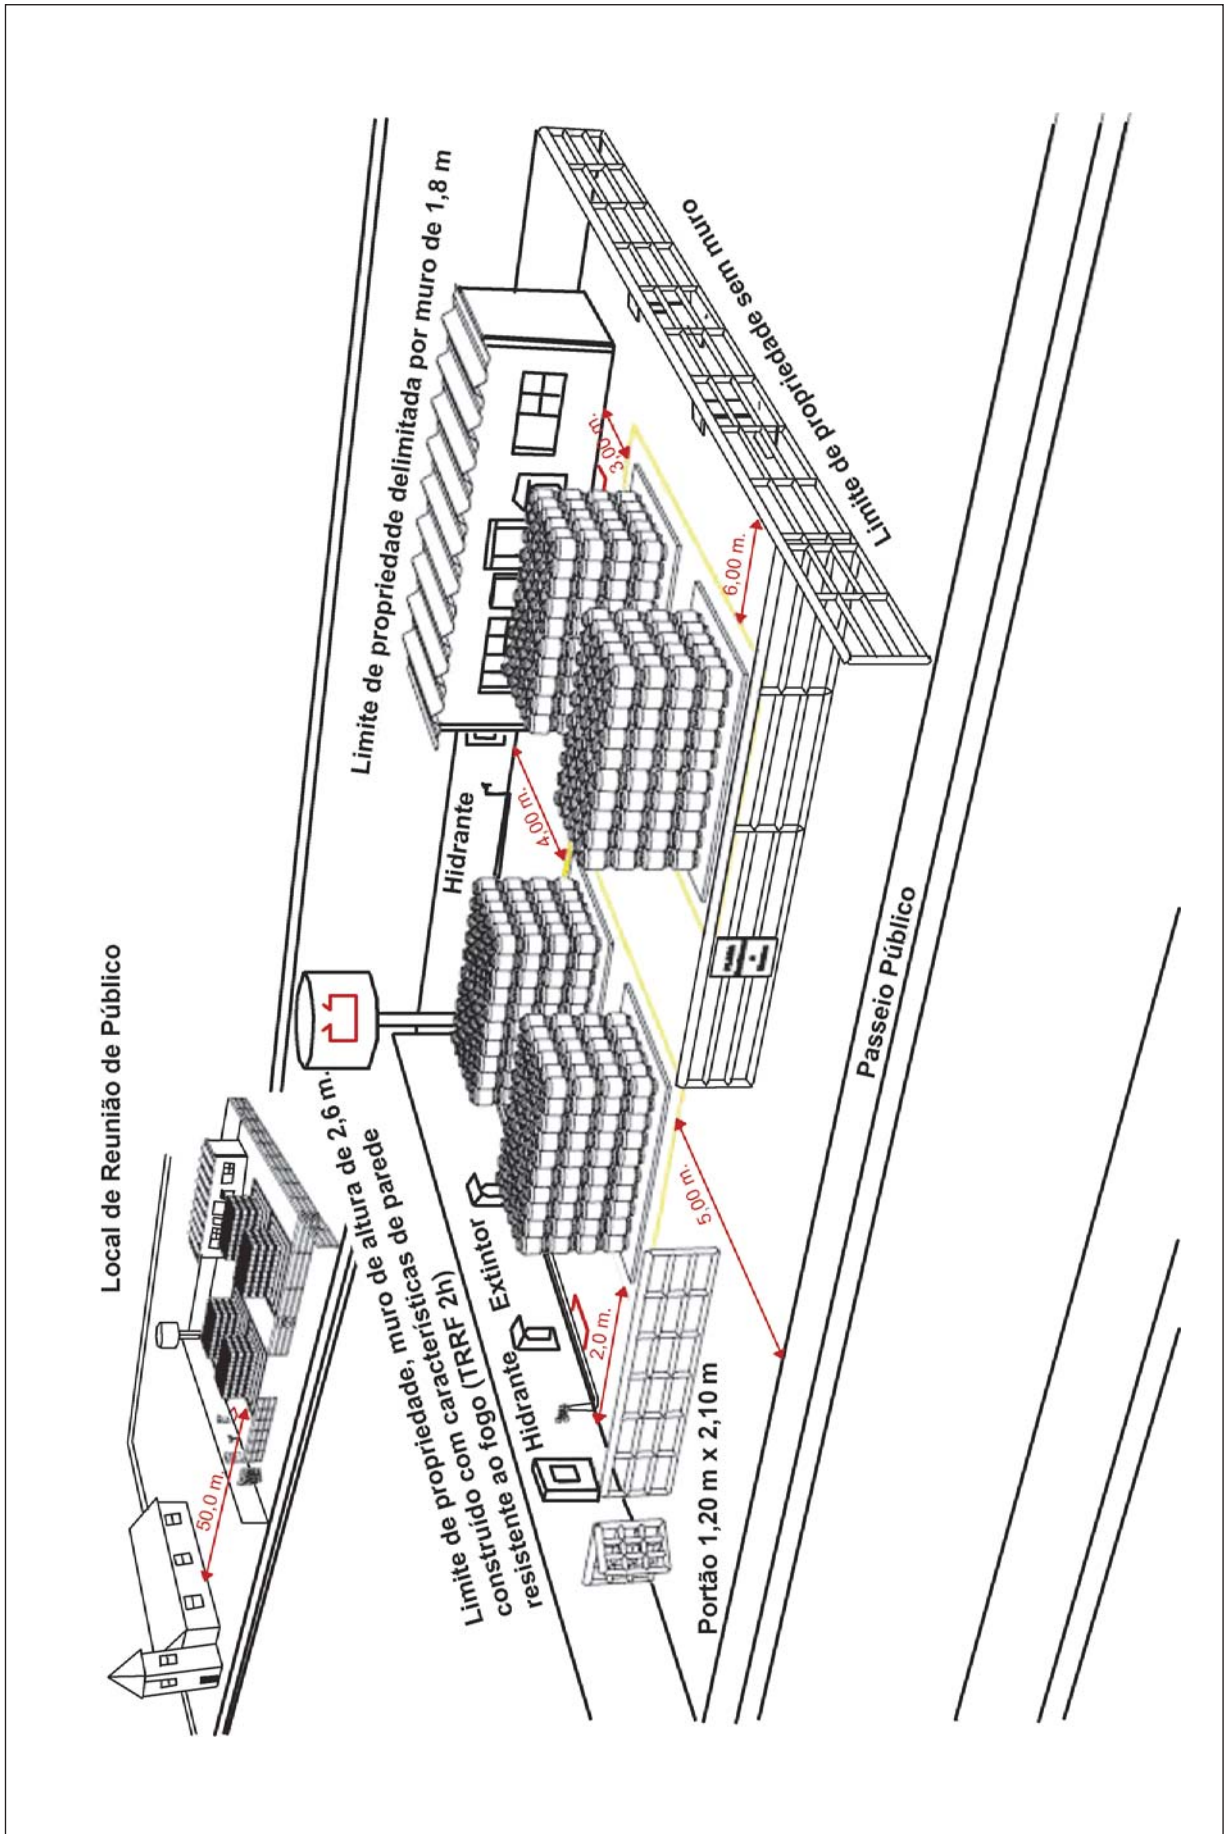 Local de Reunião de Público
50,0 m.
Limite de propriedade delimitada por muro de 1,8 m
Limite de propriedade, muro de altura de 2,6 m.
construído com características de parede
resistente ao fogo (TRRF 2h)
Hidrante
Extintor
Hidrante
4,00 m.
3,00 m.
2,0 m.
6,00 m.
5,00 m.
Limite de propriedade sem muro
Portão 1,20 m x 2,10 m
Passeio Público